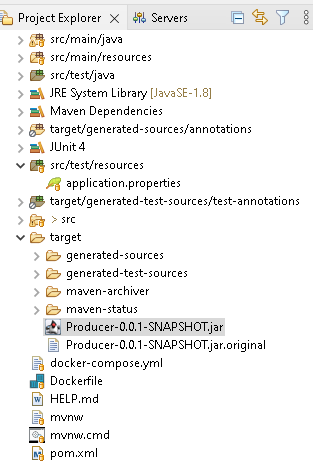 Project Explorer Servers
src/main/java
src/main/resources
src/test/java
JRE System Library [JavaSE-1.8]
Maven Dependencies
target/generated-sources/annotations
JUnit 4
src/test/resources
application.properties
target/generated-test-sources/test-annotations
> src
target
generated-sources
generated-test-sources
maven-archiver
maven-status
Producer-0.0.1-SNAPSHOT.jar
Producer-0.0.1-SNAPSHOT.jar.original
docker-compose.yml
Dockerfile
HELP.md
mvnw
mvnw.cmd
pom.xml